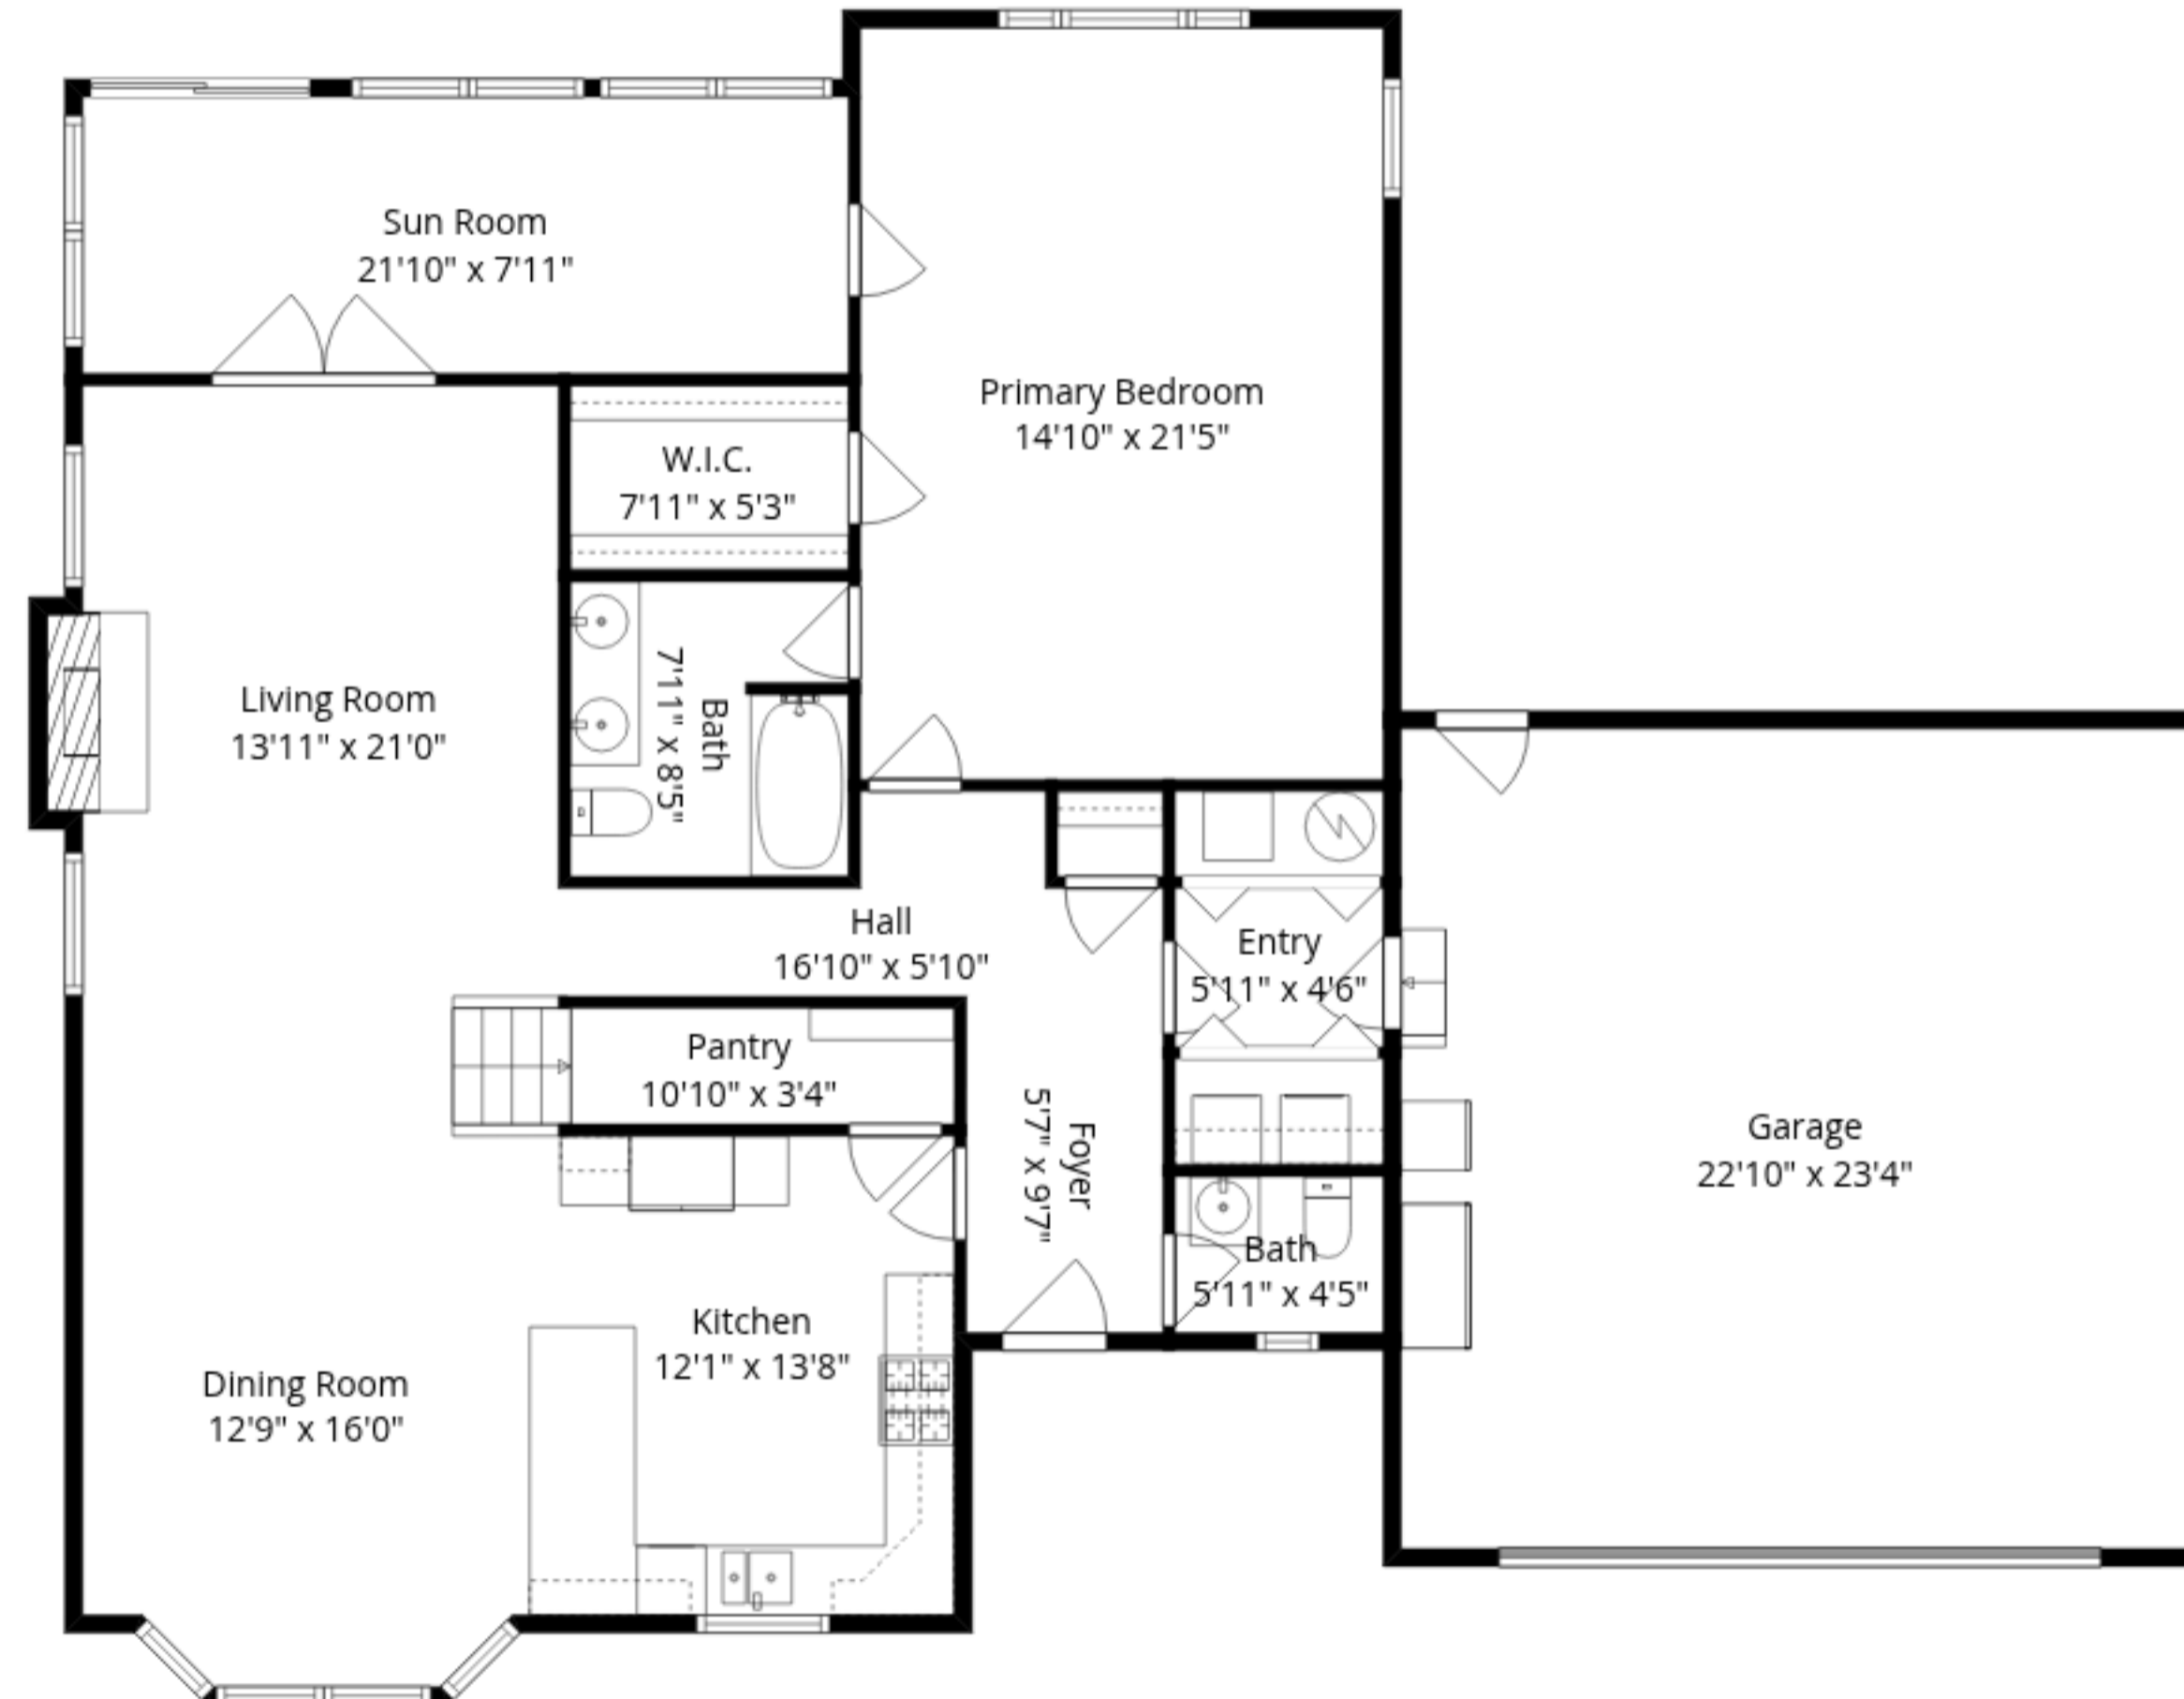 Sun Room
21'10" x 7'11"
Primary Bedroom
14'10" x 21'5"
W.I.C.
7'11" x 5'3"
Living Room
13'11" x 21'0"
Bath
7'11" x 8'5"
Hall
16'10" x 5'10"
Entry
5'11" x 4'6"
Pantry
10'10" x 3'4"
Foyer
5'7" x 9'7"
Garage
22'10" x 23'4"
Bath
5'11" x 4'5"
Kitchen
12'1" x 13'8"
Dining Room
12'9" x 16'0"